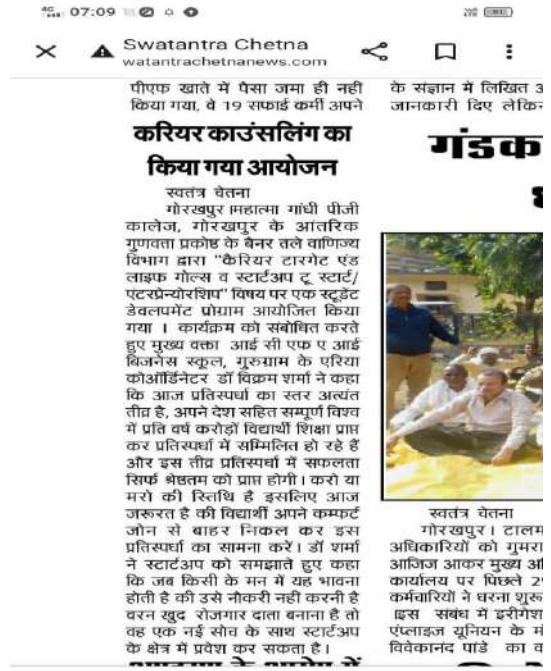 4G 07:09
Swatantra Chetna
watantrachetnanews.com
पीएफ खाते में पैसा जमा ही नहीं
किया गया, वे 19 सफाई कर्मी अपने
करियर काउंसलिंग का
किया गया आयोजन
स्वतंत्र चेतना
गोरखपुर।महात्मा गांधी पीजी
कालेज, गोरखपुर के आंतरिक
गुणवत्ता प्रकोष्ठ के बैनर तले वाणिज्य
विभाग द्वारा "कैरियर टारगेट एंड
लाइफ गोल्स व स्टार्टअप टू स्टार्ट/
एंटरप्रेन्योरशिप" विषय पर एक स्टूडेंट
डेवलपमेंट प्रोग्राम आयोजित किया
गया । कार्यक्रम को संबोधित करते
हुए मुख्य वक्ता आई सी एफ ए आई
बिजनेस स्कूल, गुरुग्राम के एरिया
कोऑर्डिनेटर डॉ विक्रम शर्मा ने कहा
कि आज प्रतिस्पर्धा का स्तर अत्यंत
तीव्र है, अपने देश सहित सम्पूर्ण विश्व
में प्रति वर्ष करोड़ों विद्यार्थी शिक्षा प्राप्त
कर प्रतिस्पर्धा में सम्मिलित हो रहे हैं
और इस तीव्र प्रतिस्पर्धा में सफलता
सिर्फ श्रेष्ठतम को प्राप्त होगी। करो या
मरो की स्तिथि है इसलिए आज
जरूरत है की विद्यार्थी अपने कम्फर्ट
जोन से बाहर निकल कर इस
प्रतिस्पर्धा का सामना करें। डॉ शर्मा
ने स्टार्टअप को समझाते हुए कहा
कि जब किसी के मन में यह भावना
होती है की उसे नौकरी नहीं करनी है
वरन खुद रोजगार दाता बनाना है तो
वह एक नई सोच के साथ स्टार्टअप
के क्षेत्र में प्रवेश कर सकता है।
के संज्ञान में लिखित
जानकारी दिए लेकिन
गंडक
स्वतंत्र चेतना
गोरखपुर। टालम
अधिकारियों को गुमरा
आजिज आकर मुख्य अ
कार्यालय पर पिछले 2
कर्मचारियों ने धरना शुरू
।इस संबंध में इरीगेश
एंप्लाइज यूनियन के मं
विवेकानंद पांडे का क